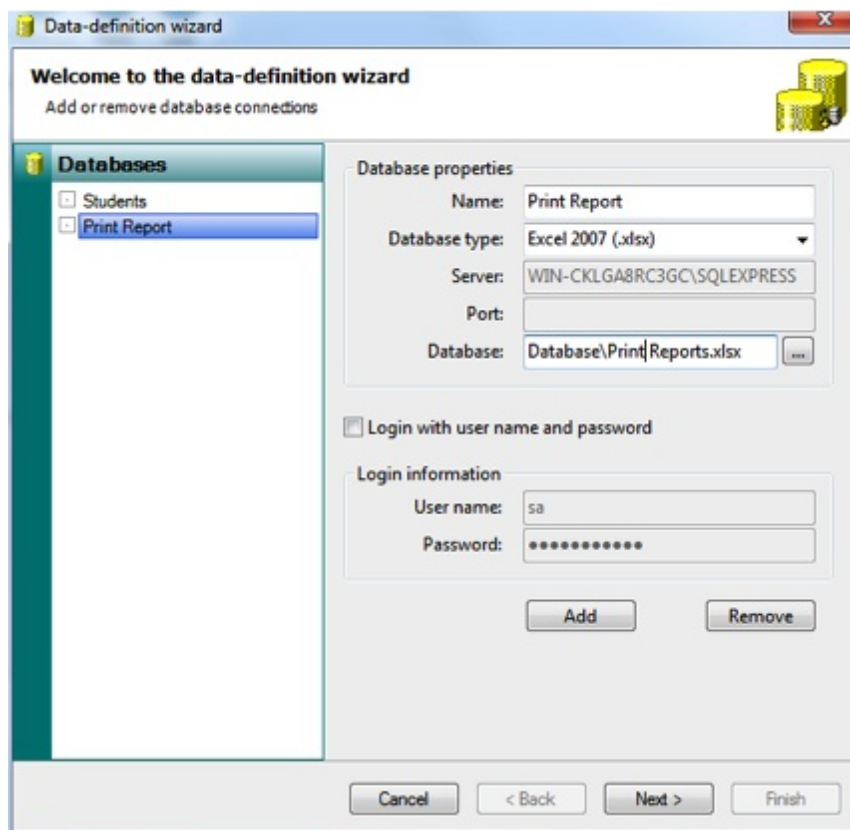 Data-definition wizard
Welcome to the data-definition wizard
Add or remove database connections
Databases
Students
Print Report
Database properties
Name: Print Report
Database type: Excel 2007 (.xlsx)
Server: WIN-CKLGA8RC3GC\SQLEXPRESS
Port:
Database: Database\Print Reports.xlsx ...
Login with user name and password
Login information
User name: sa
Password: •••••••••••
Add Remove
Cancel < Back Next > Finish